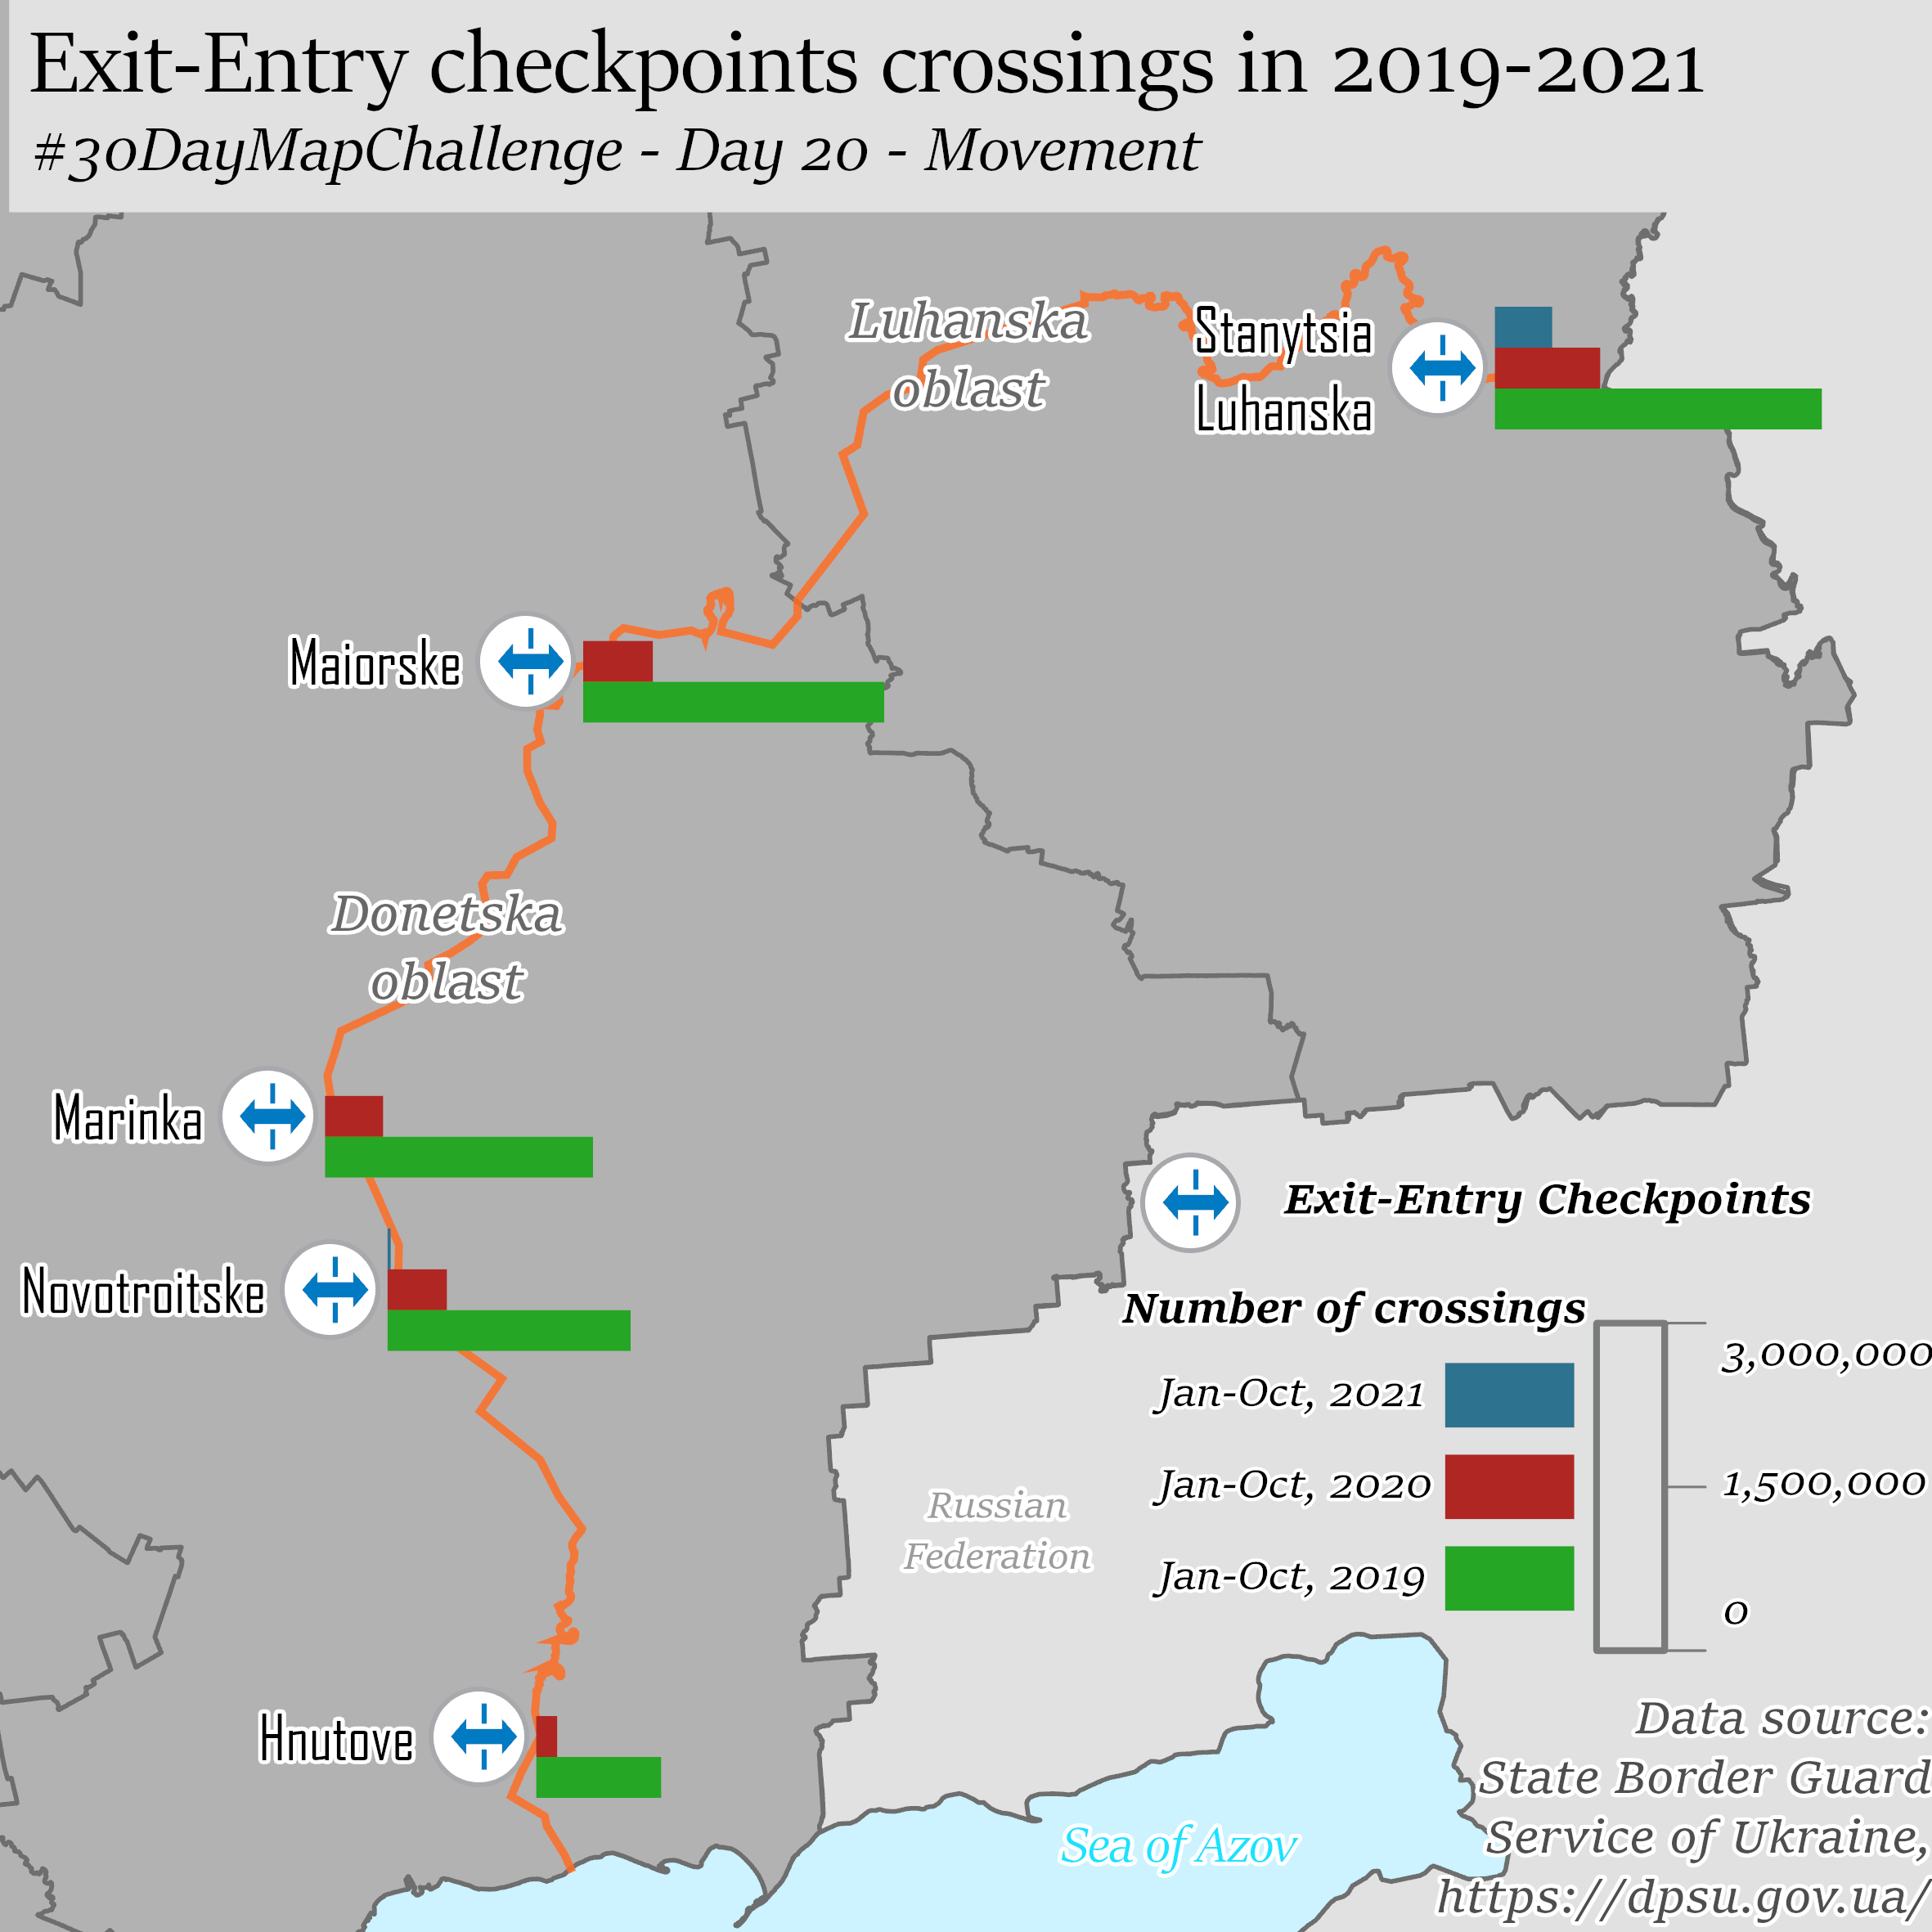 Exit-Entry checkpoints crossings in 2019-2021
#30DayMapChallenge - Day 20 - Movement
Luhanska
oblast
Stanytsia
Luhanska
Maiorske
Donetska
oblast
Marinka
Novotroitske
Hnutove
Exit-Entry Checkpoints
Number of crossings
3,000,000
Jan-Oct, 2021
Jan-Oct, 2020
1,500,000
Jan-Oct, 2019
0
Russian
Federation
Sea of Azov
Data source:
State Border Guard
Service of Ukraine,
https://dpsu.gov.ua/